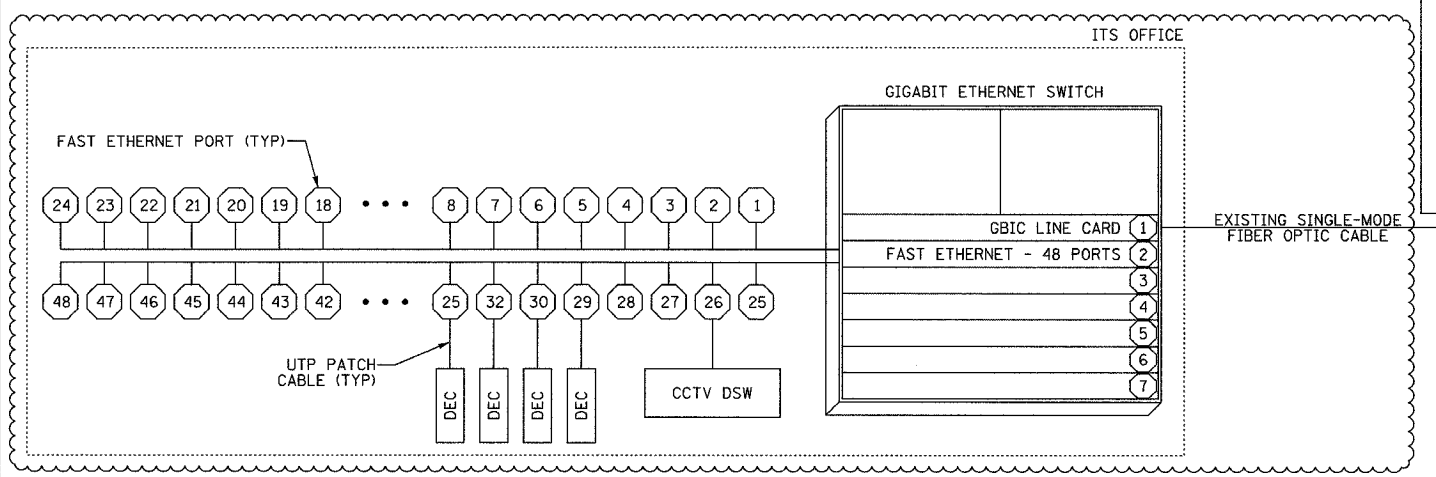 ITS OFFICE
GIGABIT ETHERNET SWITCH
FAST ETHERNET PORT (TYP)
24 23 22 21 20 19 18 • • • 8 7 6 5 4 3 2 1
GBIC LINE CARD 1
EXISTING SINGLE-MODE
FIBER OPTIC CABLE
FAST ETHERNET - 48 PORTS 2
3
4
5
6
7
48 47 46 45 44 43 42 • • • 25 32 30 29 28 27 26 25
UTP PATCH
CABLE (TYP)
DEC
DEC
DEC
DEC
CCTV DSW